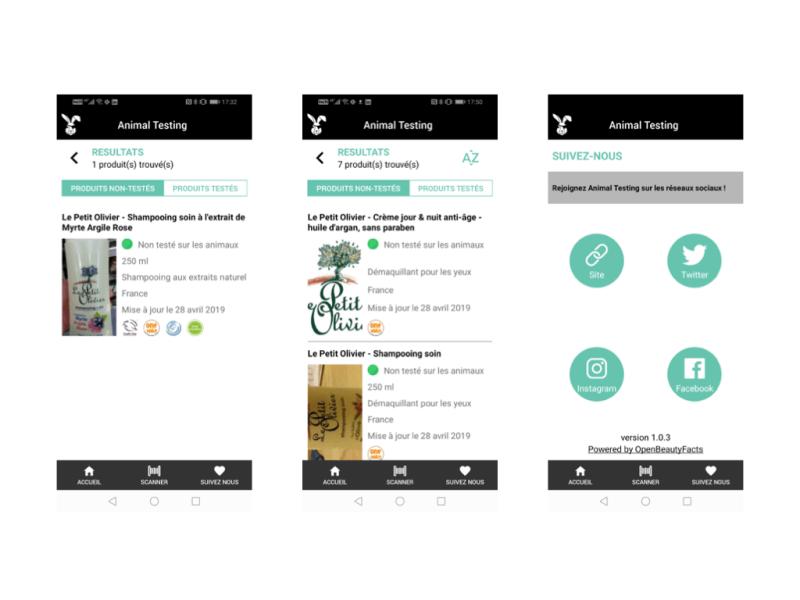 17:32
Animal Testing
RESULTATS
1 produit(s) trouvé(s)
PRODUITS NON-TESTÉS PRODUITS TESTÉS
Le Petit Olivier - Shampooing soin à l'extrait de
Myrte Argile Rose
Non testé sur les animaux
250 ml
Shampooing aux extraits naturel
France
Mise à jour le 28 avril 2019
ACCUEIL SCANNER SUIVEZ NOUS
17:50
Animal Testing
RESULTATS
7 produit(s) trouvé(s)
AZ
PRODUITS NON-TESTÉS PRODUITS TESTÉS
Le Petit Olivier - Crème jour & nuit anti-âge -
huile d'argan, sans paraben
Non testé sur les animaux
Démaquillant pour les yeux
France
Mise à jour le 28 avril 2019
Le Petit Olivier - Shampooing soin
Non testé sur les animaux
250 ml
Démaquillant pour les yeux
France
Mise à jour le 28 avril 2019
ACCUEIL SCANNER SUIVEZ NOUS
Animal Testing
SUIVEZ-NOUS
Rejoignez Animal Testing sur les réseaux sociaux !
Site Twitter
Instagram Facebook
version 1.0.3
Powered by OpenBeautyFacts
ACCUEIL SCANNER SUIVEZ NOUS